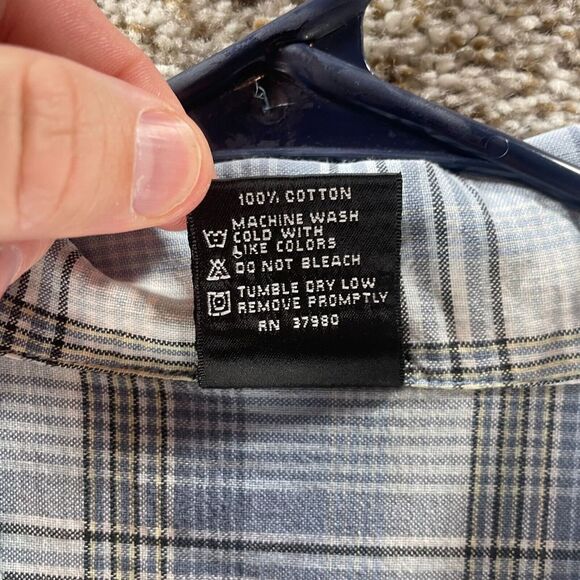 100% COTTON
MACHINE WASH
COLD WITH
LIKE COLORS
DO NOT BLEACH
TUMBLE DRY LOW
REMOVE PROMPTLY
RN 37980